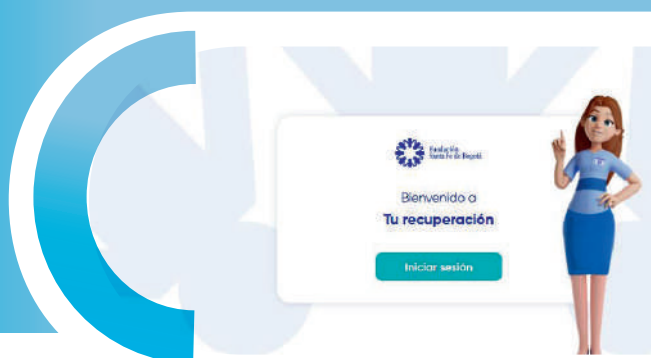 Fundación
Santa Fe de Bogotá
Bienvenido a
Tu recuperación
Iniciar sesión